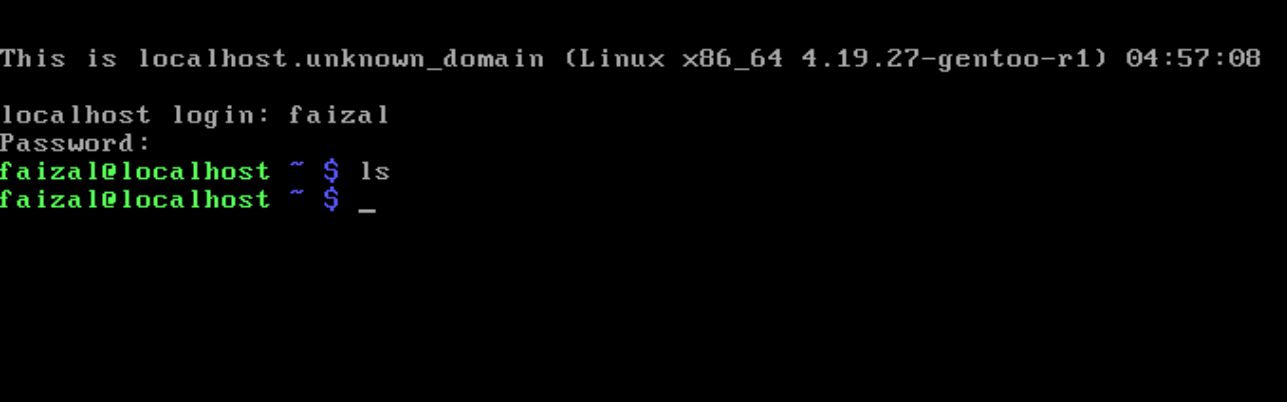 This is localhost.unknown_domain (Linux x86_64 4.19.27-gentoo-r1) 04:57:08
localhost login: faizal
Password:
faizal@localhost ~ $ ls
faizal@localhost ~ $ _